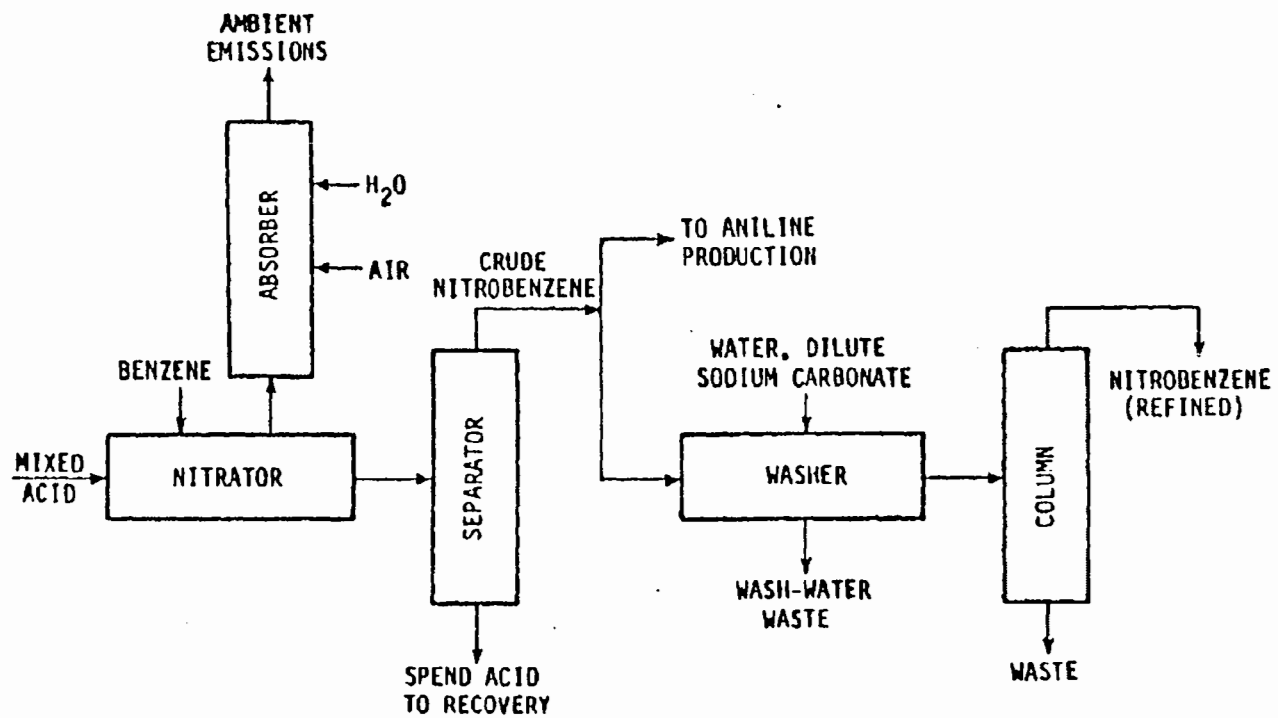 AMBIENT
EMISSIONS
ABSORBER
H2O
AIR
BENZENE
MIXED
ACID
NITRATOR
SEPARATOR
SPEND ACID
TO RECOVERY
CRUDE
NITROBENZENE
TO ANILINE
PRODUCTION
WATER, DILUTE
SODIUM CARBONATE
WASHER
WASH-WATER
WASTE
COLUMN
NITROBENZENE
(REFINED)
WASTE